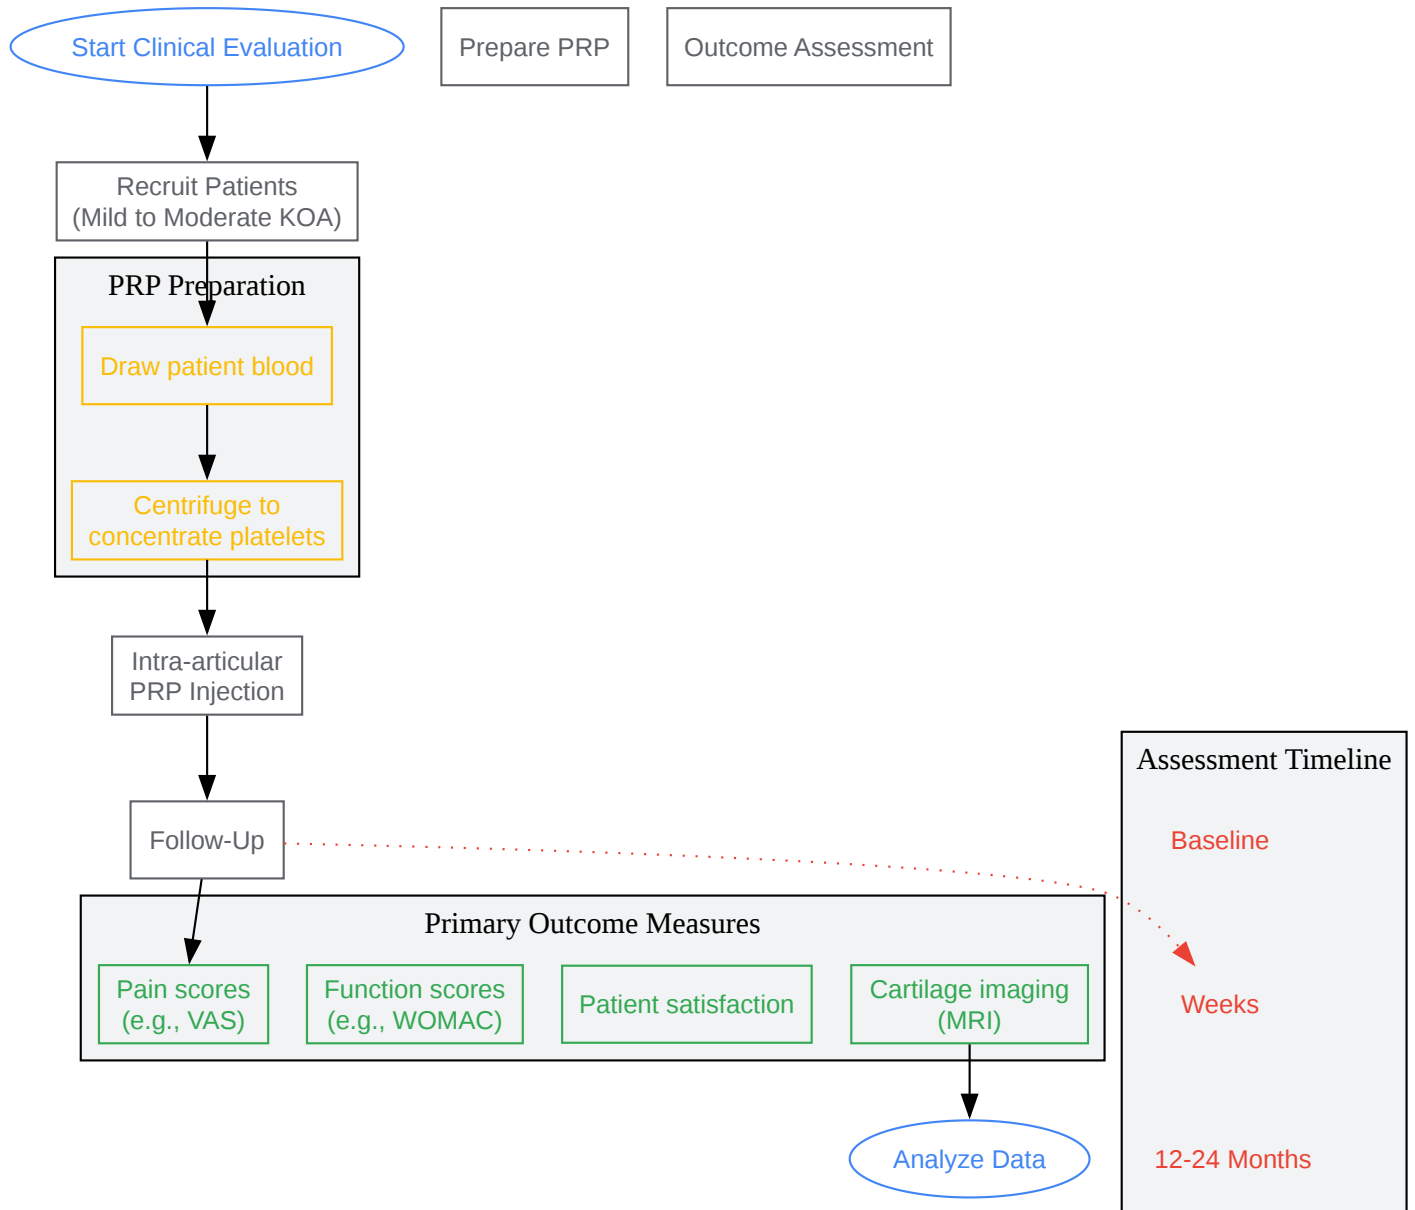 Start Clinical Evaluation
Prepare PRP
Outcome Assessment
Recruit Patients
(Mild to Moderate KOA)
PRP Preparation
Draw patient blood
Centrifuge to
concentrate platelets
Intra-articular
PRP Injection
Follow-Up
Assessment Timeline
Baseline
Weeks
12-24 Months
Primary Outcome Measures
Pain scores
(e.g., VAS)
Function scores
(e.g., WOMAC)
Patient satisfaction
Cartilage imaging
(MRI)
Analyze Data